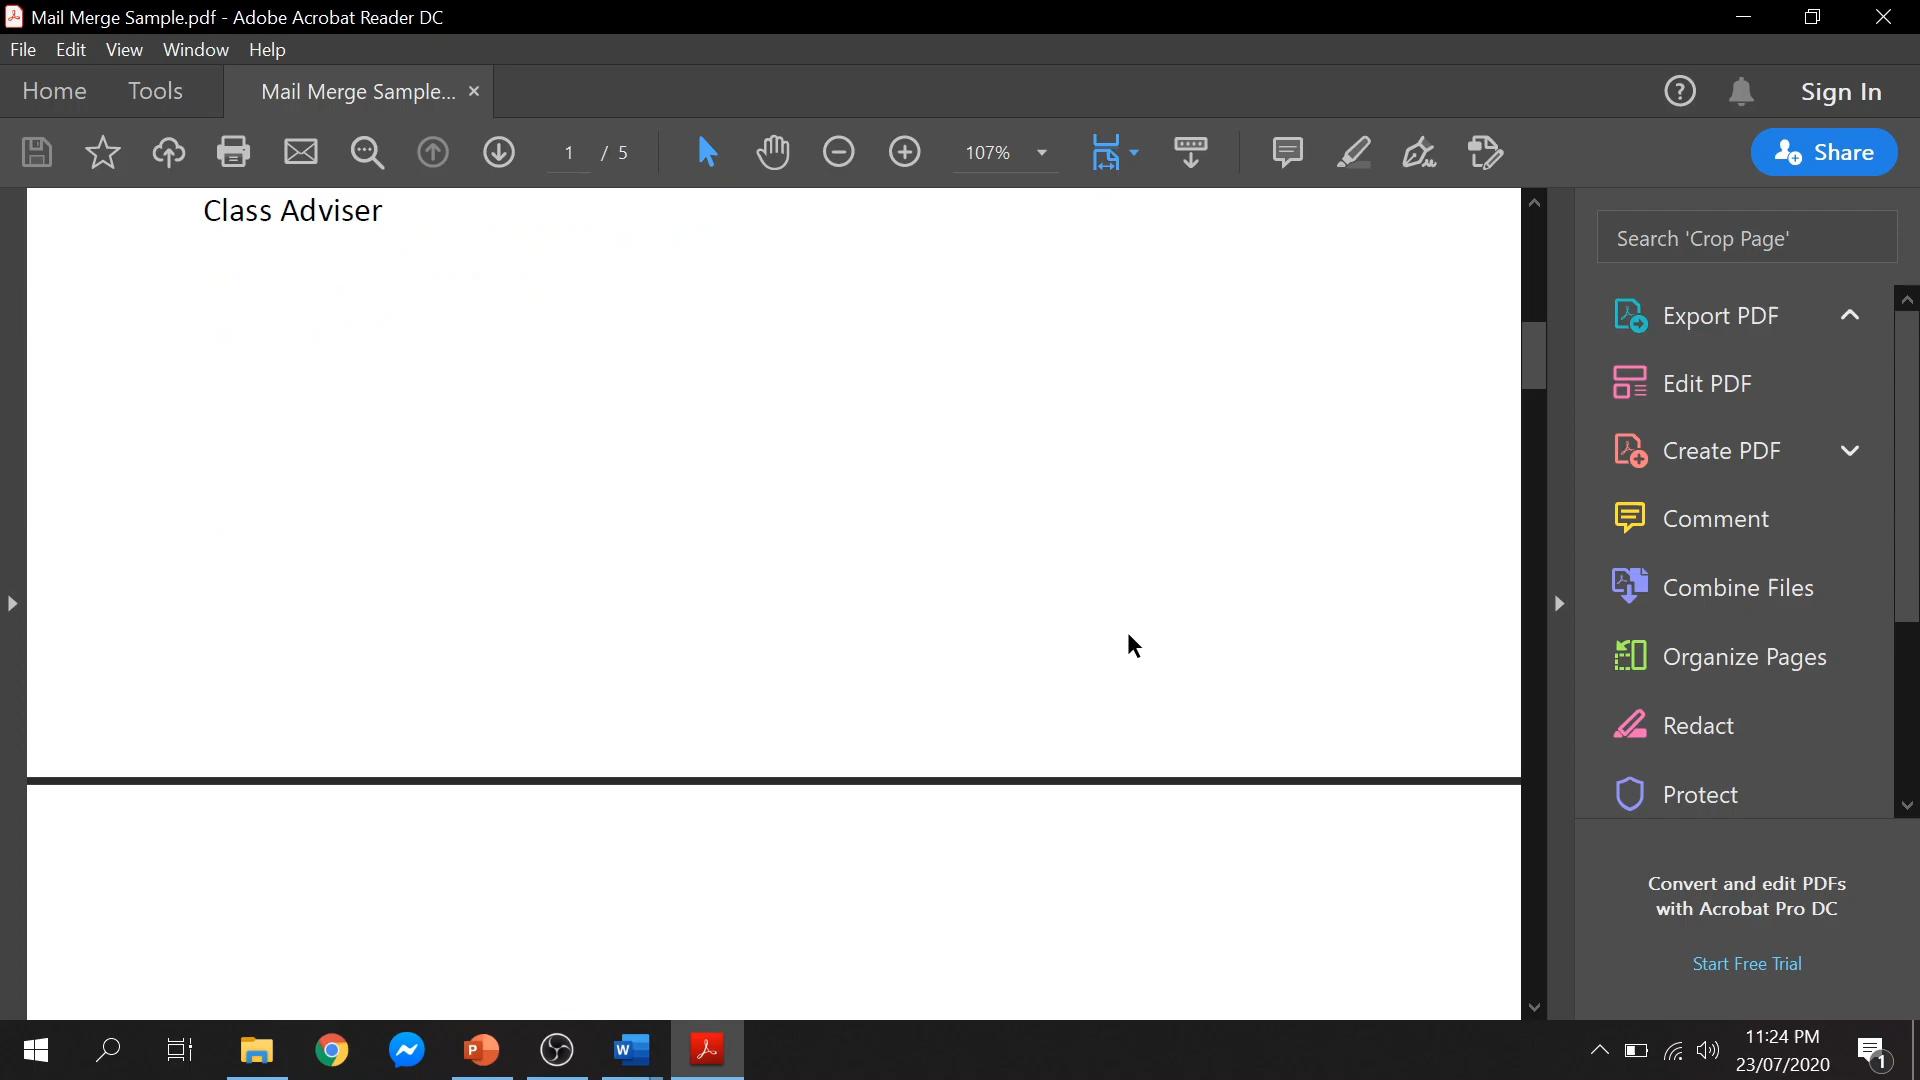 Mail Merge Sample.pdf - Adobe Acrobat Reader DC
File Edit View Window Help
Home Tools Mail Merge Sample... × Sign In
1 / 5 107% Share
Class Adviser
Search 'Crop Page'
Export PDF
Edit PDF
Create PDF
Comment
Combine Files
Organize Pages
Redact
Protect
Convert and edit PDFs
with Acrobat Pro DC
Start Free Trial
11:24 PM
23/07/2020
1